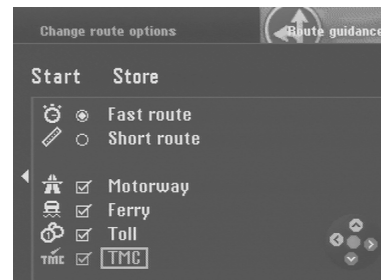 Change route options
Route guidance
Start Store
Fast route
Short route
Motorway
Ferry
Toll
TMC TMC